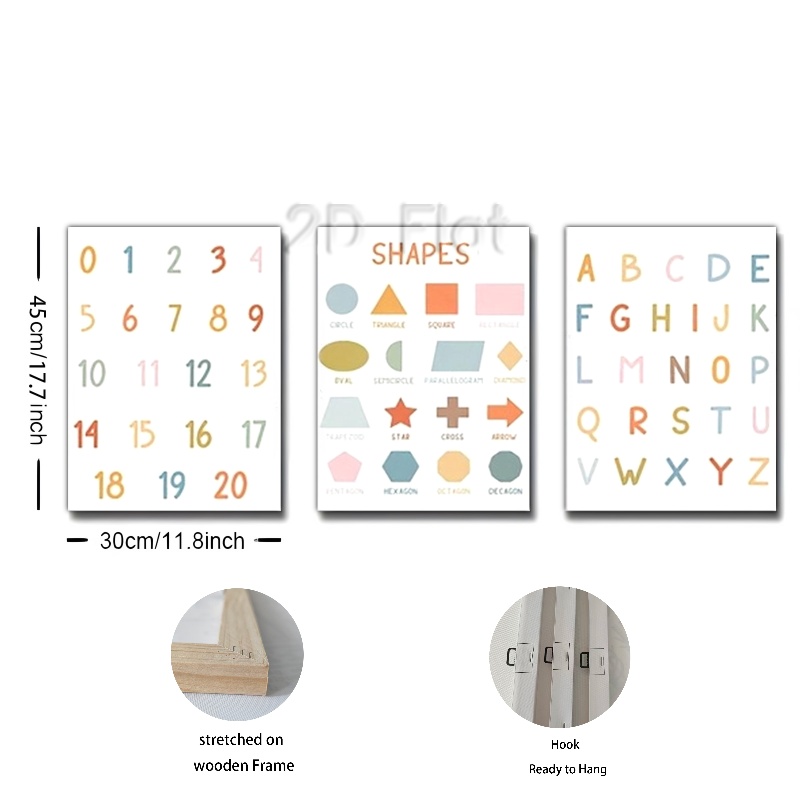 2D Flat
0 1 2 3 4
5 6 7 8 9
10 11 12 13
14 15 16 17
18 19 20
SHAPES
CIRCLE TRIANGLE SQUARE RECTANGLE
OVAL SEMICIRCLE PARALLELOGRAM DIAMOND
TRAPEZOID STAR CROSS ARROW
PENTAGON HEXAGON OCTAGON DECAGON
A B C D E
F G H I J K
L M N O P
Q R S T U
V W X Y Z
45cm/17.7inch
30cm/11.8inch
stretched on
wooden Frame
Hook
Ready to Hang